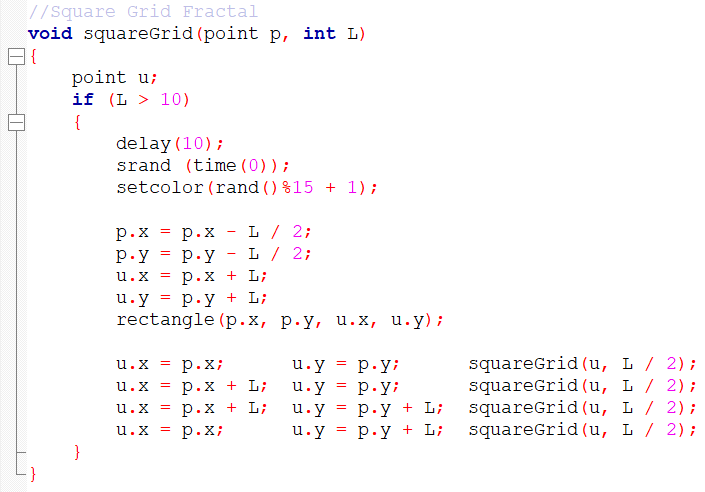 //Square Grid Fractal
void squareGrid(point p, int L)
{
    point u;
    if (L > 10)
    {
        delay(10);
        srand (time(0));
        setcolor(rand()%15 + 1);

        p.x = p.x - L / 2;
        p.y = p.y - L / 2;
        u.x = p.x + L;
        u.y = p.y + L;
        rectangle(p.x, p.y, u.x, u.y);

        u.x = p.x;      u.y = p.y;      squareGrid(u, L / 2);
        u.x = p.x + L;  u.y = p.y;      squareGrid(u, L / 2);
        u.x = p.x + L;  u.y = p.y + L;  squareGrid(u, L / 2);
        u.x = p.x;      u.y = p.y + L;  squareGrid(u, L / 2);
    }
}